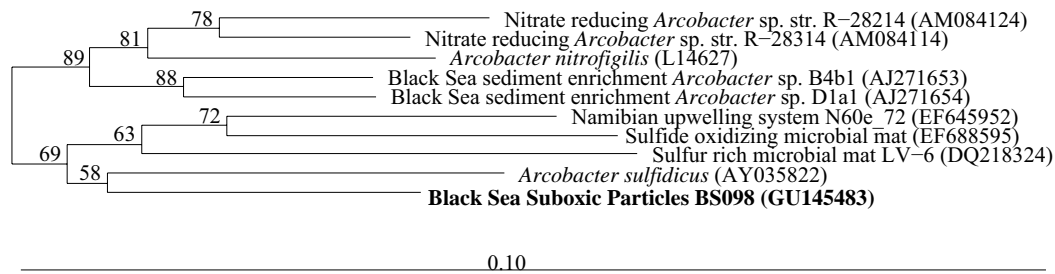 78 Nitrate reducing Arcobacter sp. str. R−28214 (AM084124)
81 Nitrate reducing Arcobacter sp. str. R−28314 (AM084114)
89 Arcobacter nitrofigilis (L14627)
88 Black Sea sediment enrichment Arcobacter sp. B4b1 (AJ271653)
Black Sea sediment enrichment Arcobacter sp. D1a1 (AJ271654)
72 Namibian upwelling system N60e_72 (EF645952)
63 Sulfide oxidizing microbial mat (EF688595)
69 Sulfur rich microbial mat LV−6 (DQ218324)
58 Arcobacter sulfidicus (AY035822)
Black Sea Suboxic Particles BS098 (GU145483)
0.10